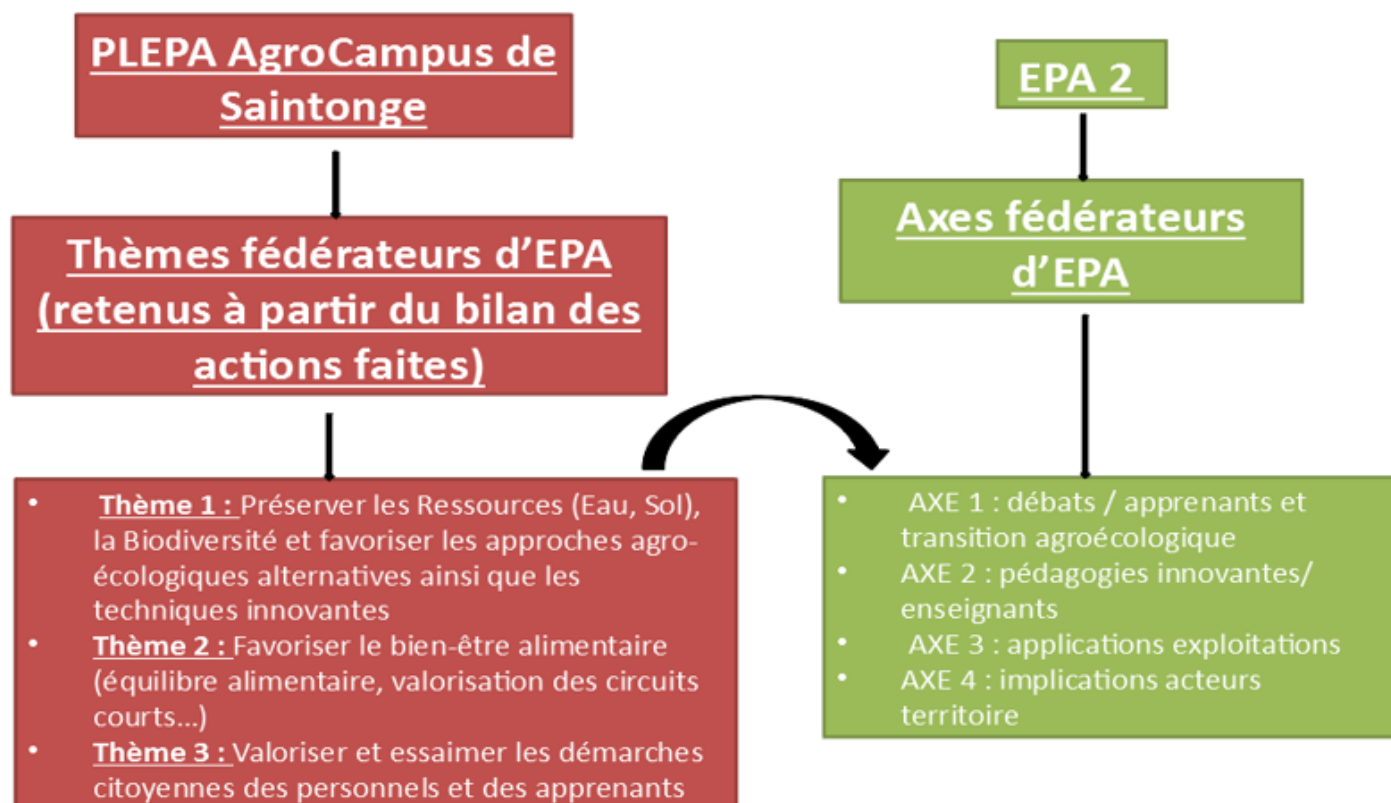 PLEPA AgroCampus de
Saintonge
Thèmes fédérateurs d’EPA
(retenus à partir du bilan des
actions faites)
• Thème 1 : Préserver les Ressources (Eau, Sol),
la Biodiversité et favoriser les approches agro-
écologiques alternatives ainsi que les
techniques innovantes
• Thème 2 : Favoriser le bien-être alimentaire
(équilibre alimentaire, valorisation des circuits
courts…)
• Thème 3 : Valoriser et essaimer les démarches
citoyennes des personnels et des apprenants
EPA 2
Axes fédérateurs
d’EPA
• AXE 1 : débats / apprenants et
transition agroécologique
• AXE 2 : pédagogies innovantes/
enseignants
• AXE 3 : applications exploitations
• AXE 4 : implications acteurs
territoire